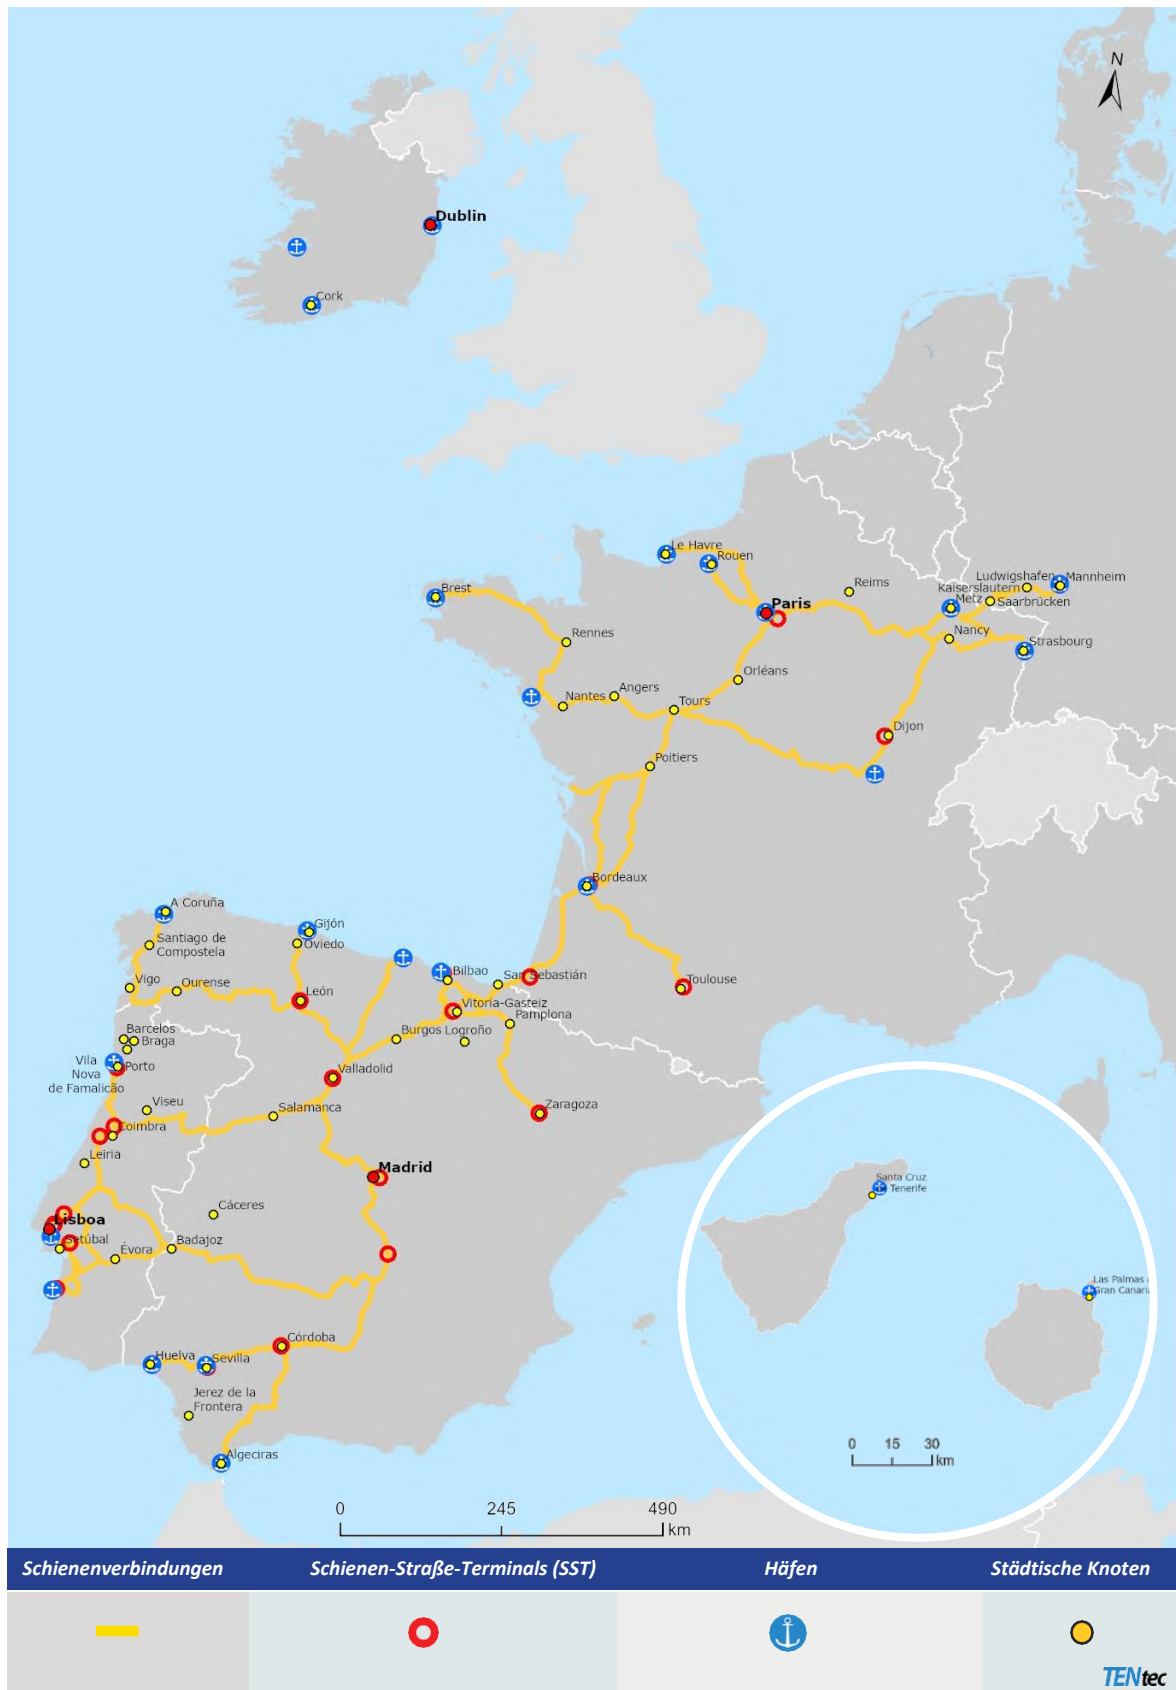 N
Dublin
Cork
Le Havre
Rouen
Brest
Paris
Reims
Ludwigshafen
Mannheim
Kaiserslautern
Metz
Saarbrücken
Nancy
Strasbourg
Rennes
Orléans
Nantes
Angers
Tours
Dijon
Poitiers
Bordeaux
Toulouse
A Coruña
Santiago de
Compostela
Gijón
Oviedo
Vigo
Ourense
León
Bilbao
San Sebastián
Vitoria-Gasteiz
Pamplona
Burgos
Logroño
Barcelos
Braga
Vila
Nova
de Famalicão
Porto
Valladolid
Viseu
Salamanca
Zaragoza
Coimbra
Leiria
Madrid
Cáceres
Lisboa
Setúbal
Évora
Badajoz
Córdoba
Huelva
Sevilla
Jerez de la
Frontera
Algeciras
Santa Cruz
Tenerife
Las Palmas
Gran Canaria
0 15 30
km
0 245 490
km
Schienenverbindungen
Schienen-Straße-Terminals (SST)
Häfen
Städtische Knoten
TENtec